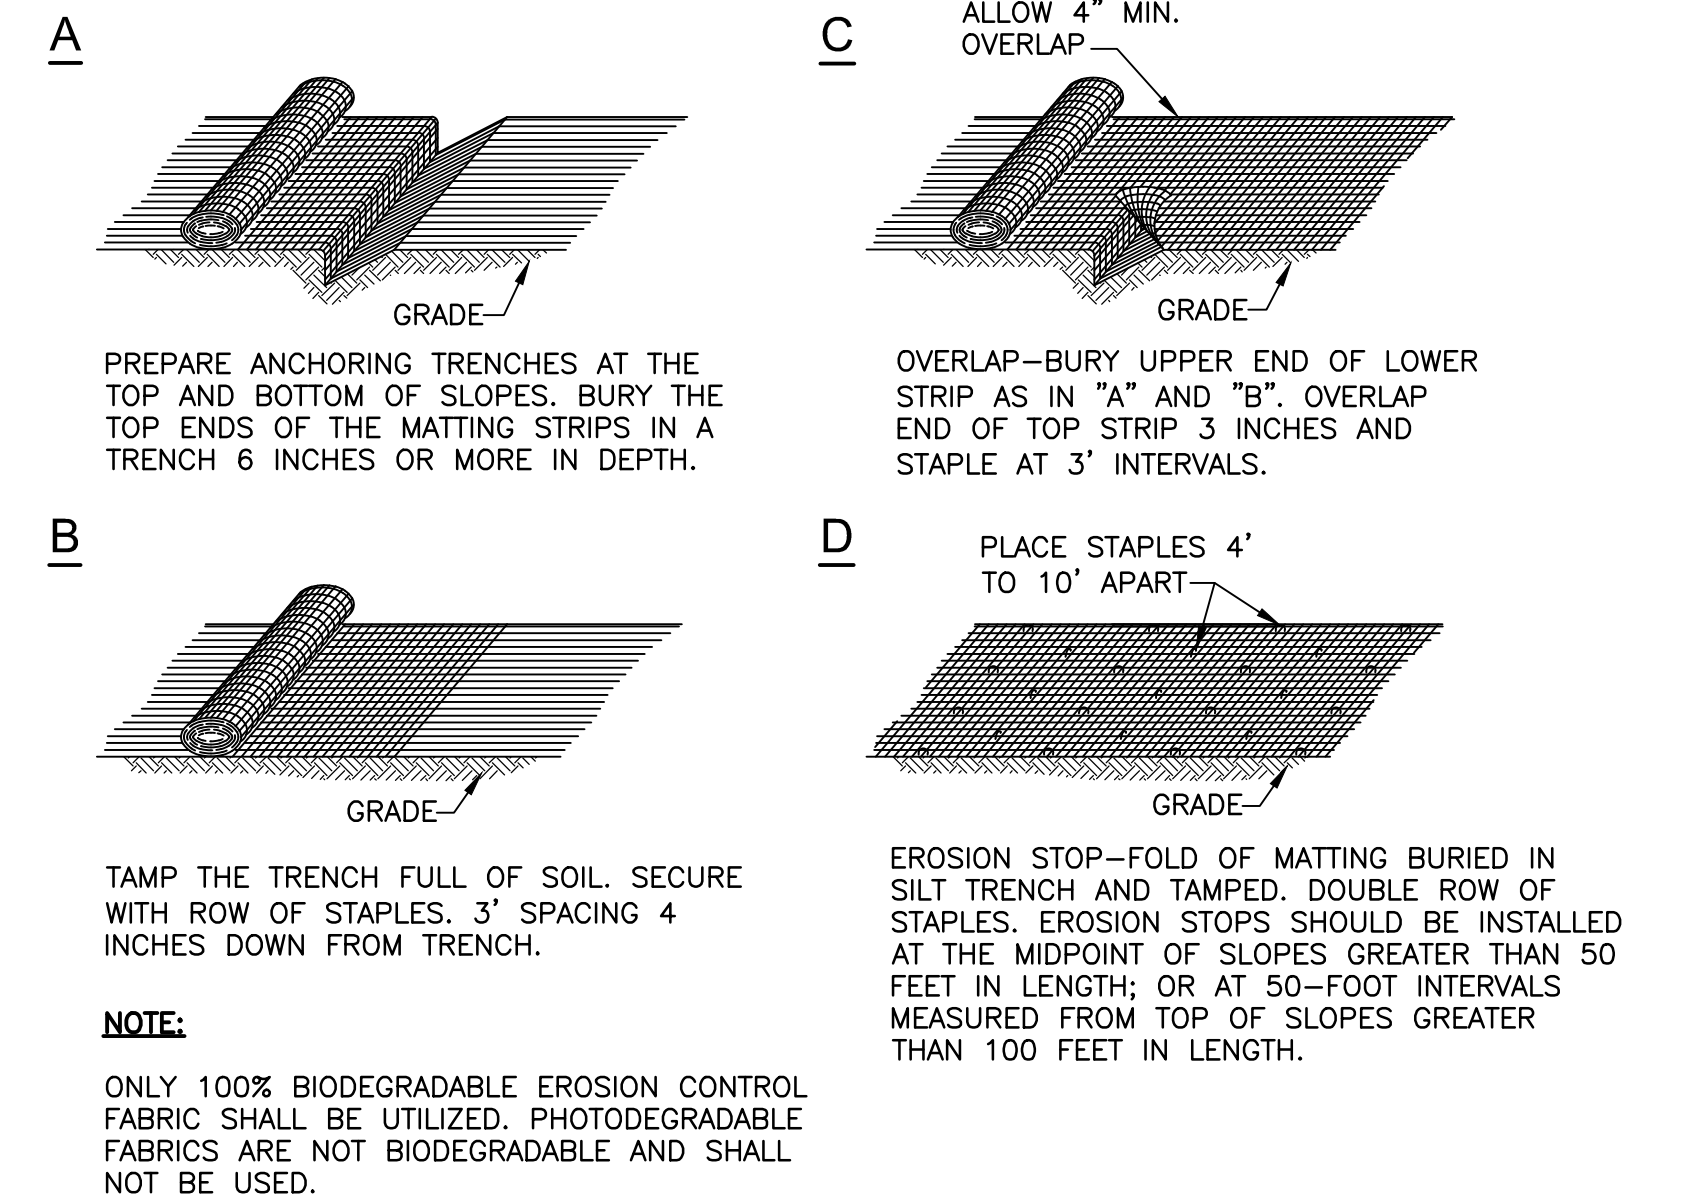 A
GRADE
PREPARE ANCHORING TRENCHES AT THE
TOP AND BOTTOM OF SLOPES. BURY THE
TOP ENDS OF THE MATTING STRIPS IN A
TRENCH 6 INCHES OR MORE IN DEPTH.
B
GRADE
TAMP THE TRENCH FULL OF SOIL. SECURE
WITH ROW OF STAPLES. 3' SPACING 4
INCHES DOWN FROM TRENCH.
NOTE:
ONLY 100% BIODEGRADABLE EROSION CONTROL
FABRIC SHALL BE UTILIZED. PHOTODEGRADABLE
FABRICS ARE NOT BIODEGRADABLE AND SHALL
NOT BE USED.
C
ALLOW 4" MIN.
OVERLAP
GRADE
OVERLAP-BURY UPPER END OF LOWER
STRIP AS IN "A" AND "B". OVERLAP
END OF TOP STRIP 3 INCHES AND
STAPLE AT 3' INTERVALS.
D
PLACE STAPLES 4'
TO 10' APART
GRADE
EROSION STOP-FOLD OF MATTING BURIED IN
SILT TRENCH AND TAMPED. DOUBLE ROW OF
STAPLES. EROSION STOPS SHOULD BE INSTALLED
AT THE MIDPOINT OF SLOPES GREATER THAN 50
FEET IN LENGTH; OR AT 50-FOOT INTERVALS
MEASURED FROM TOP OF SLOPES GREATER
THAN 100 FEET IN LENGTH.